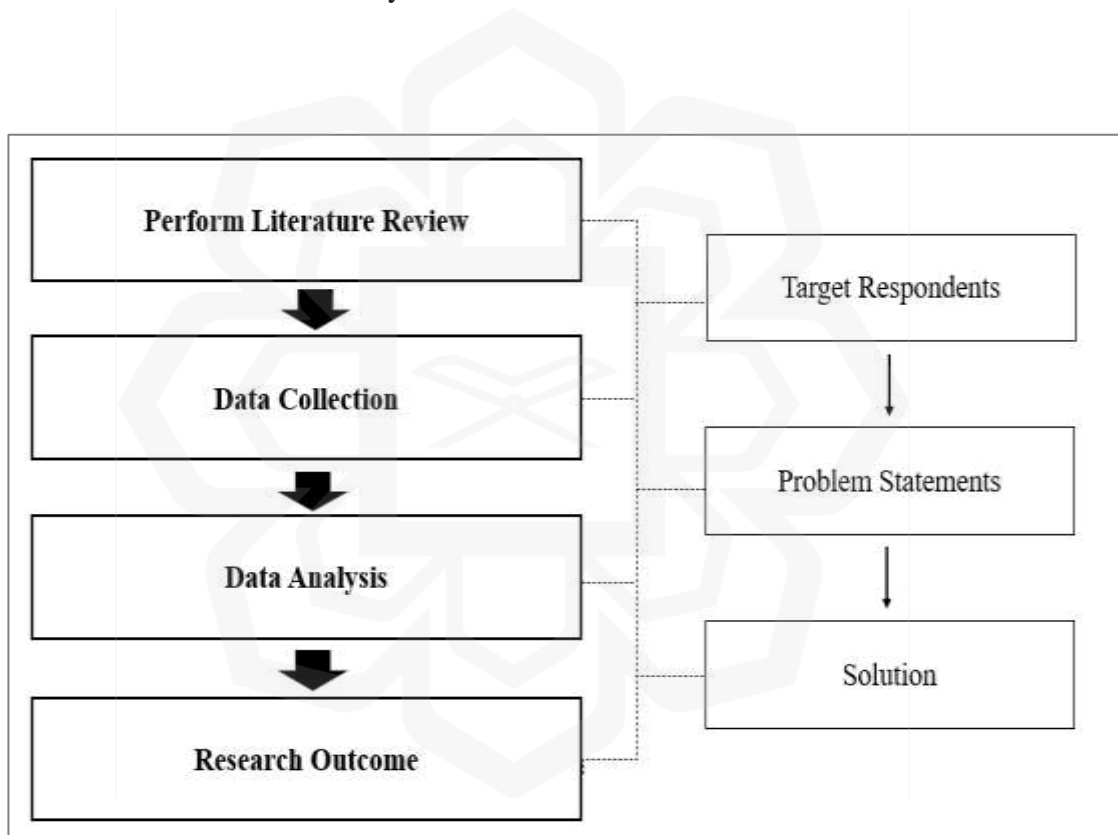 Perform Literature Review
Target Respondents
Data Collection
Problem Statements
Data Analysis
Solution
Research Outcome